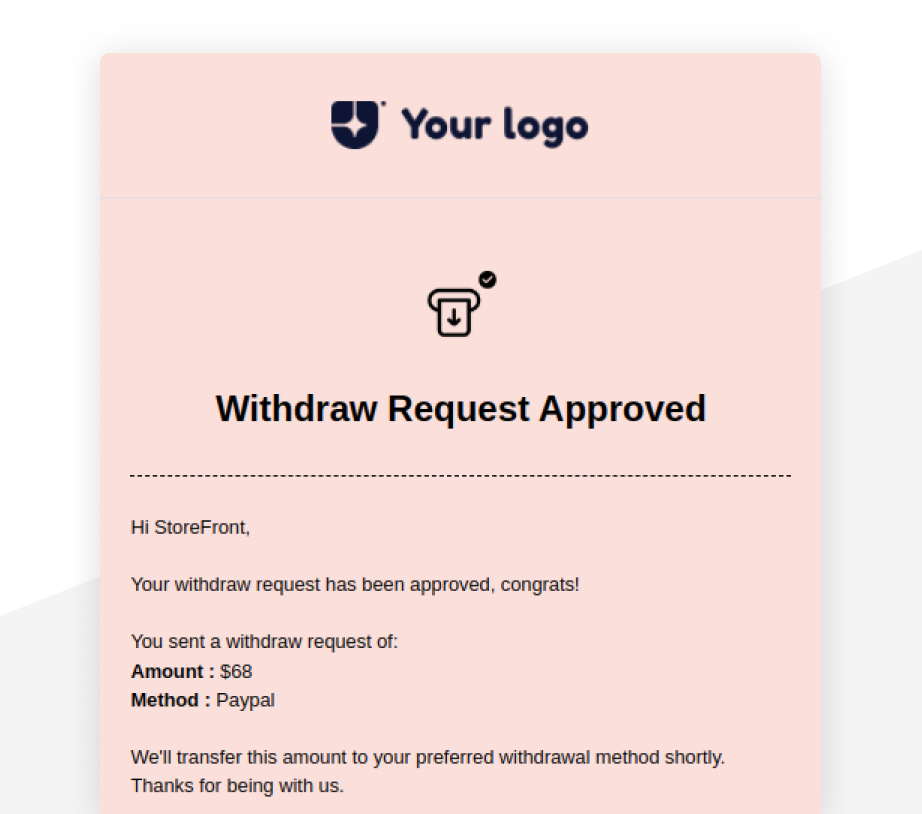 Your logo
Withdraw Request Approved
Hi StoreFront,
Your withdraw request has been approved, congrats!
You sent a withdraw request of:
Amount : $68
Method : Paypal
We'll transfer this amount to your preferred withdrawal method shortly.
Thanks for being with us.